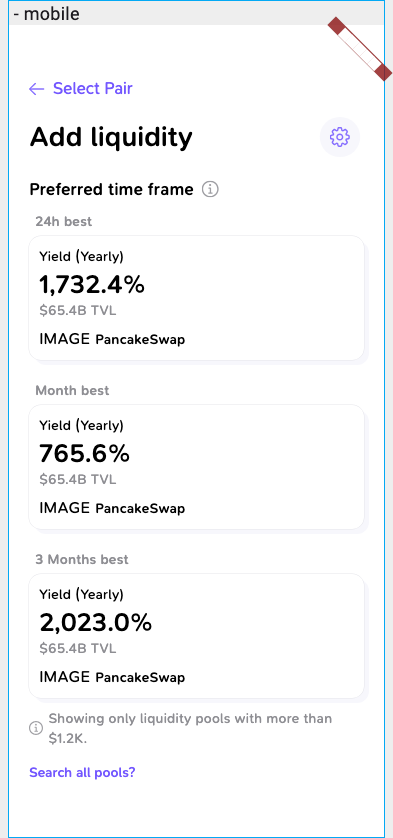 - mobile
Select Pair
Add liquidity
Preferred time frame
24h best
Yield (Yearly)
1,732.4%
$65.4B TVL
IMAGE PancakeSwap
Month best
Yield (Yearly)
765.6%
$65.4B TVL
IMAGE PancakeSwap
3 Months best
Yield (Yearly)
2,023.0%
$65.4B TVL
IMAGE PancakeSwap
Showing only liquidity pools with more than
$1.2K.
Search all pools?